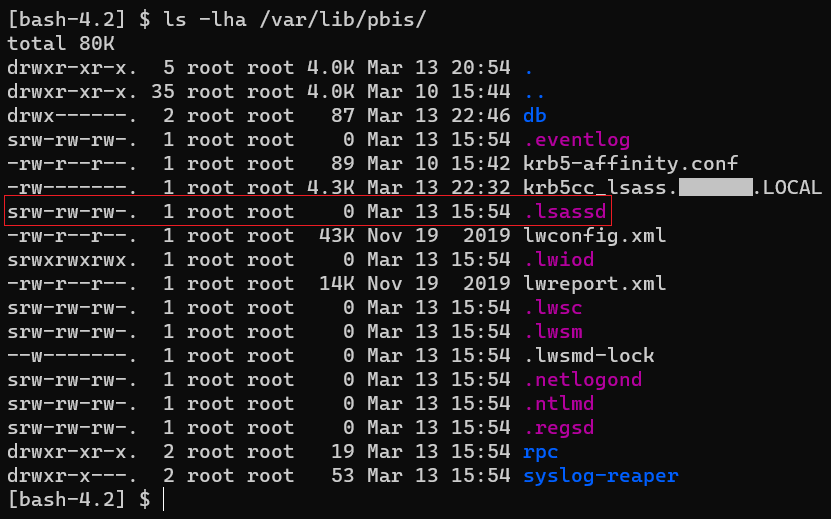 [bash-4.2] $ ls -lha /var/lib/pbis/
total 80K
drwxr-xr-x.  5 root root 4.0K Mar 13 20:54 .
drwxr-xr-x. 35 root root 4.0K Mar 10 15:44 ..
drwx------.  2 root root   87 Mar 13 22:46 db
srw-rw-rw-.  1 root root    0 Mar 13 15:54 .eventlog
-rw-r--r--.  1 root root   89 Mar 10 15:42 krb5-affinity.conf
-rw-------.  1 root root 4.3K Mar 13 22:32 krb5cc_lsass. .LOCAL
srw-rw-rw-.  1 root root    0 Mar 13 15:54 .lsassd
-rw-r--r--.  1 root root  43K Nov 19  2019 lwconfig.xml
srwxrwxrwx.  1 root root    0 Mar 13 15:54 .lwiod
-rw-r--r--.  1 root root  14K Nov 19  2019 lwreport.xml
srw-rw-rw-.  1 root root    0 Mar 13 15:54 .lwsc
srw-rw-rw-.  1 root root    0 Mar 13 15:54 .lwsm
--w-------.  1 root root    0 Mar 13 15:54 .lwsmd-lock
srw-rw-rw-.  1 root root    0 Mar 13 15:54 .netlogond
srw-rw-rw-.  1 root root    0 Mar 13 15:54 .ntlmd
srw-rw-rw-.  1 root root    0 Mar 13 15:54 .regsd
drwxr-xr-x.  2 root root   19 Mar 13 15:54 rpc
drwxr-x---.  2 root root   53 Mar 13 15:54 syslog-reaper
[bash-4.2] $